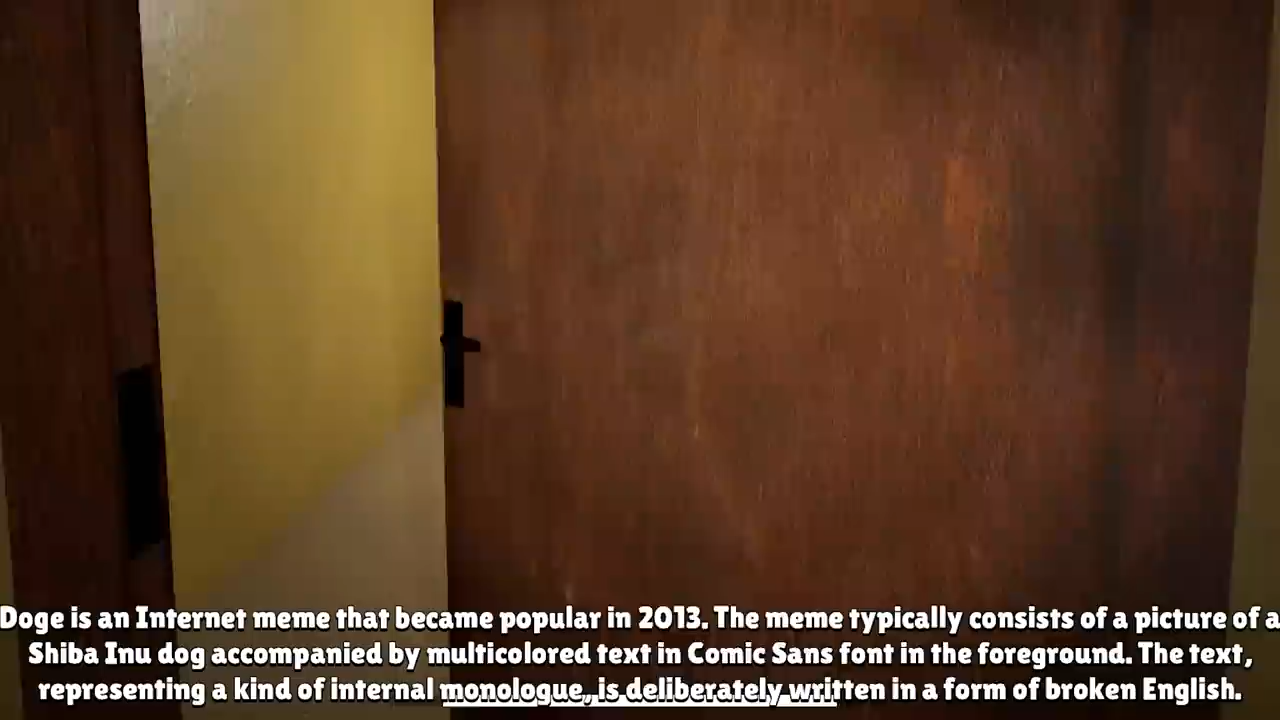 Doge is an Internet meme that became popular in 2013. The meme typically consists of a picture of a
Shiba Inu dog accompanied by multicolored text in Comic Sans font in the foreground. The text,
representing a kind of internal monologue, is deliberately written in a form of broken English.